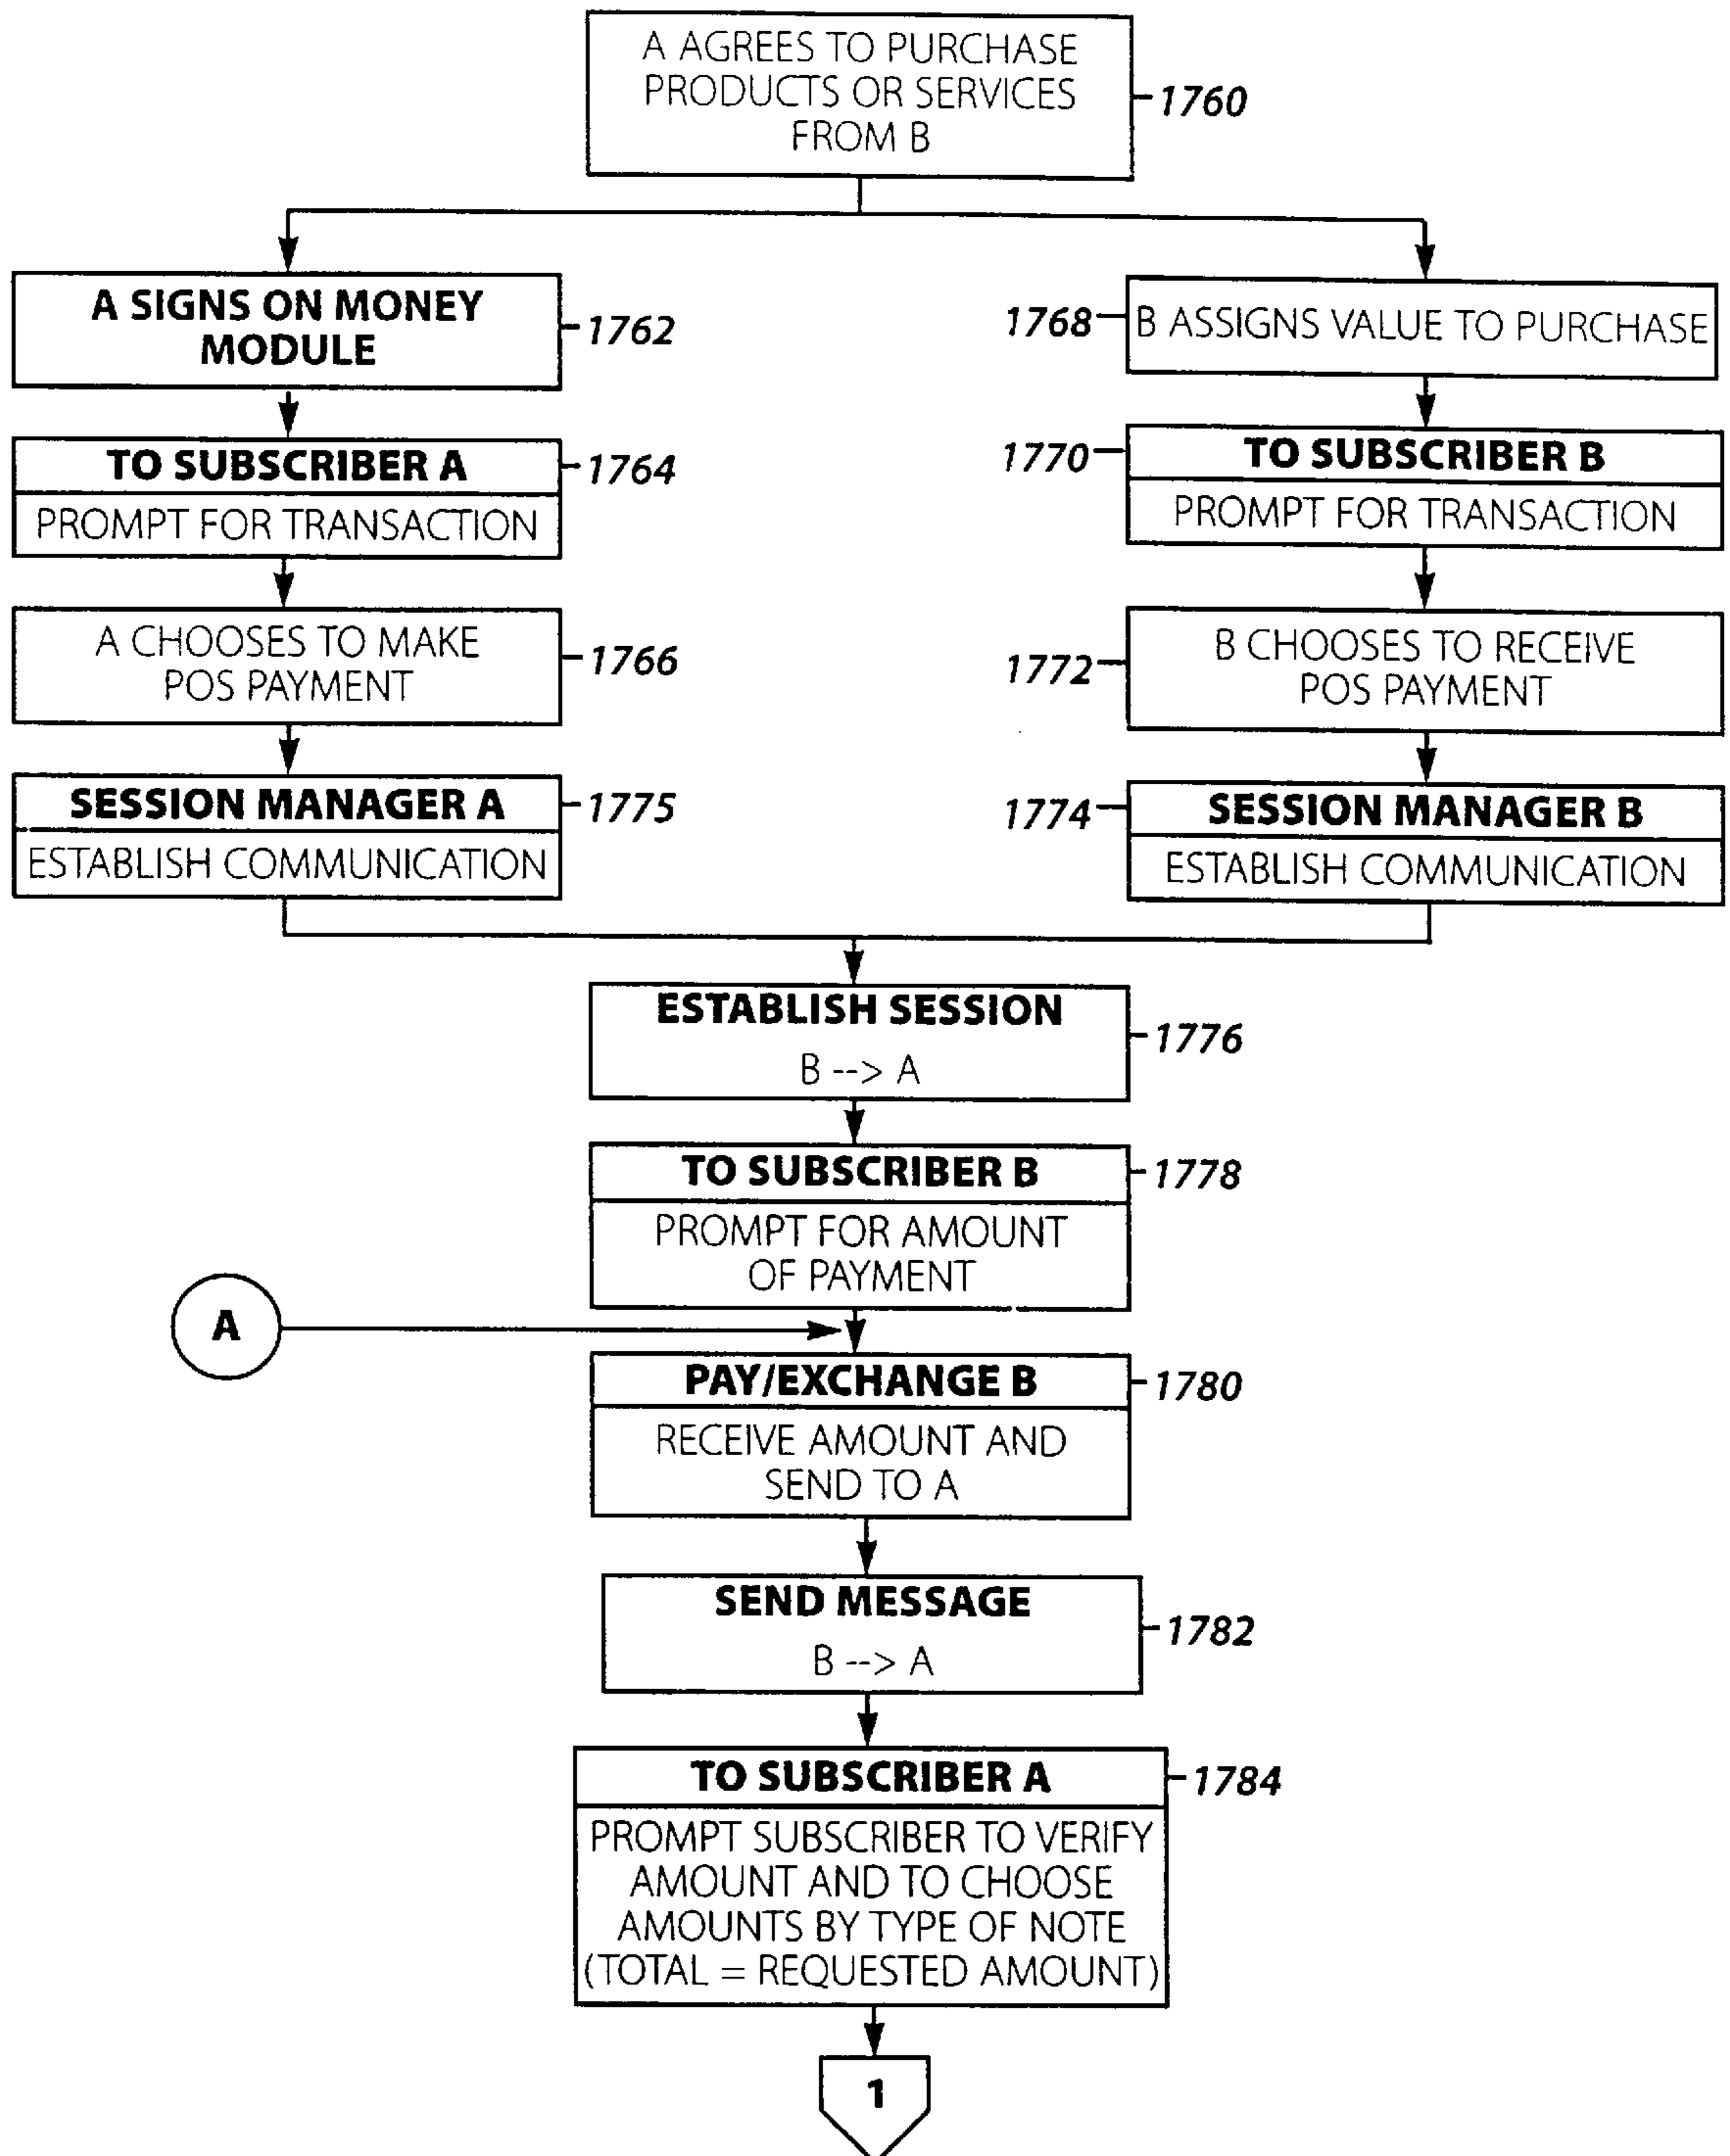 A AGREES TO PURCHASE
PRODUCTS OR SERVICES
FROM B
1760
A SIGNS ON MONEY
MODULE
1762
TO SUBSCRIBER A
1764
PROMPT FOR TRANSACTION
A CHOOSES TO MAKE
POS PAYMENT
1766
SESSION MANAGER A
1775
ESTABLISH COMMUNICATION
1768
B ASSIGNS VALUE TO PURCHASE
1770
TO SUBSCRIBER B
PROMPT FOR TRANSACTION
1772
B CHOOSES TO RECEIVE
POS PAYMENT
1774
SESSION MANAGER B
ESTABLISH COMMUNICATION
ESTABLISH SESSION
B --> A
1776
TO SUBSCRIBER B
1778
PROMPT FOR AMOUNT
OF PAYMENT
A
PAY/EXCHANGE B
1780
RECEIVE AMOUNT AND
SEND TO A
SEND MESSAGE
B --> A
1782
TO SUBSCRIBER A
1784
PROMPT SUBSCRIBER TO VERIFY
AMOUNT AND TO CHOOSE
AMOUNTS BY TYPE OF NOTE
(TOTAL = REQUESTED AMOUNT)
1